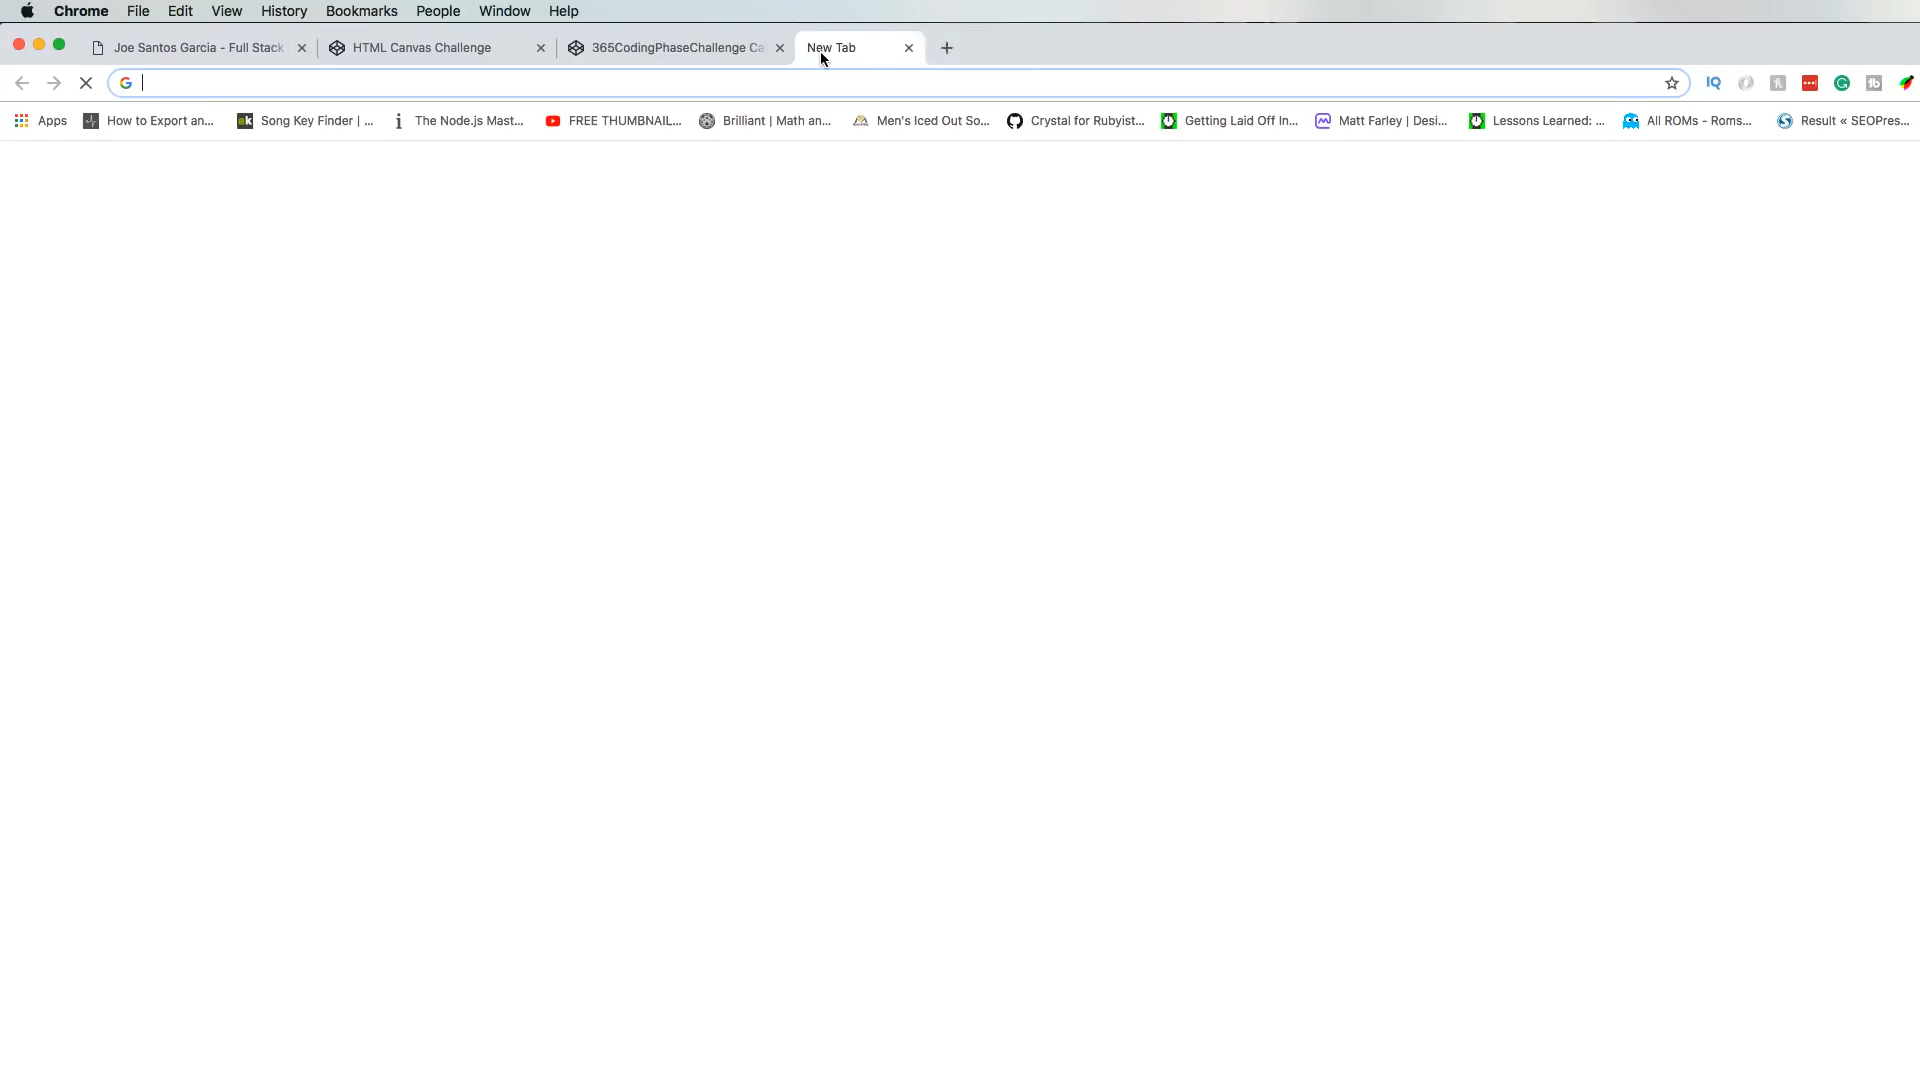 Chrome File Edit View History Bookmarks People Window Help
Joe Santos Garcia - Full Stack HTML Canvas Challenge 365CodingPhaseChallenge Ca New Tab
Apps How to Export an... Song Key Finder | ... The Node.js Mast... FREE THUMBNAIL... Brilliant | Math an... Men's Iced Out So... Crystal for Rubyist... Getting Laid Off In... Matt Farley | Desi... Lessons Learned: ... All ROMs - Roms... Result « SEOPres...